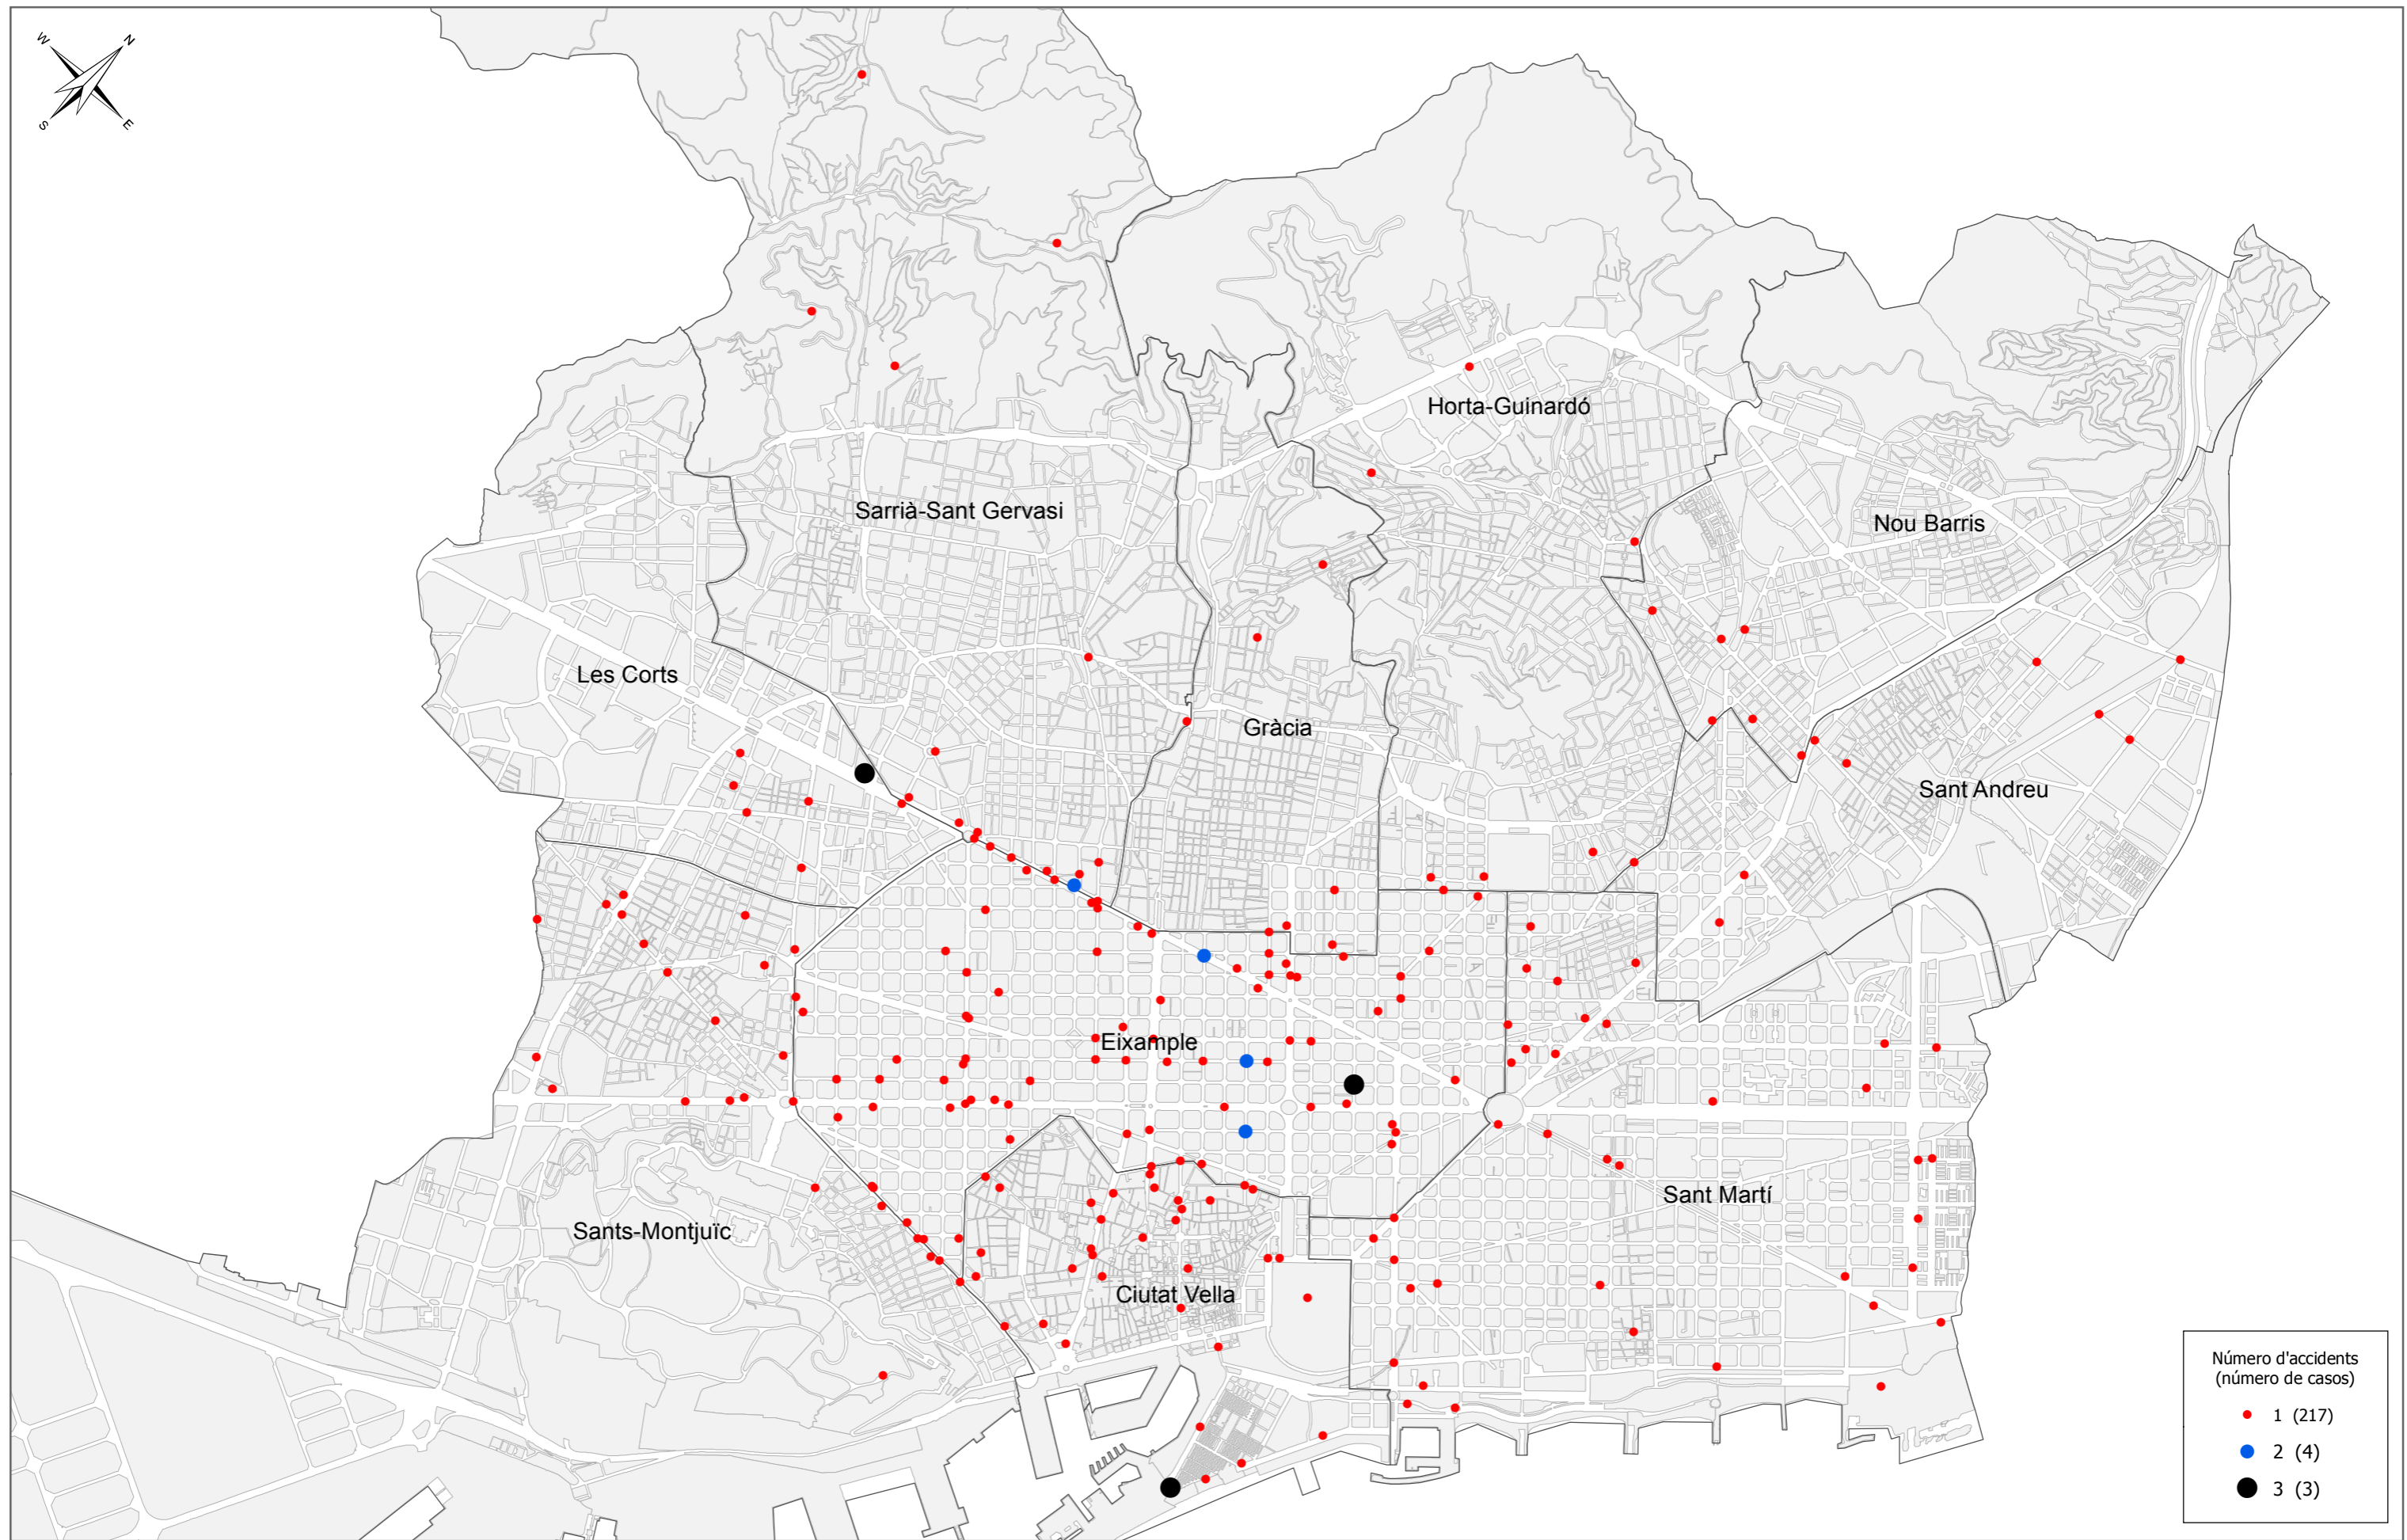 W
N
S
E
Horta-Guinardó
Sarrià-Sant Gervasi
Nou Barris
Les Corts
Gràcia
Sant Andreu
Eixample
Sant Martí
Sants-Montjuïc
Ciutat Vella
Número d'accidents
(número de casos)
1 (217)
2 (4)
3 (3)